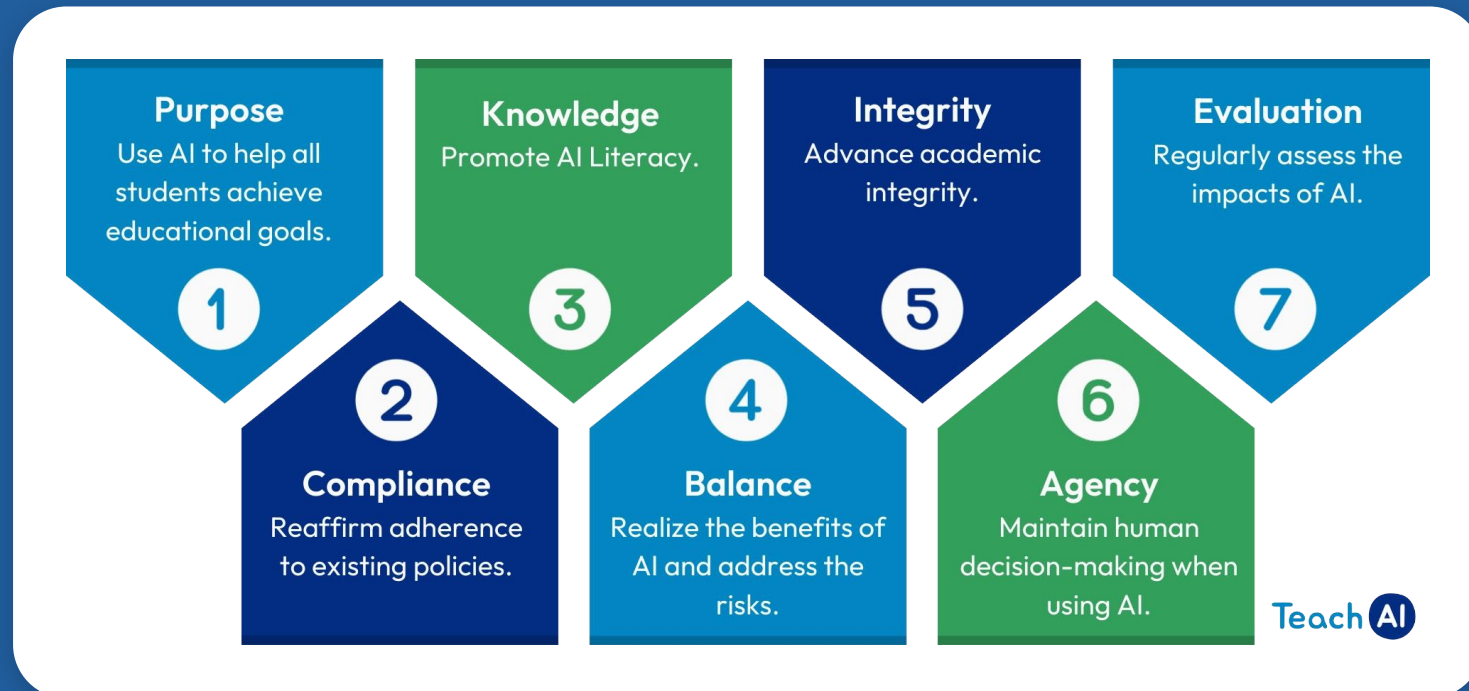 Purpose
Use AI to help all
students achieve
educational goals.
1
2
Compliance
Reaffirm adherence
to existing policies.
Knowledge
Promote AI Literacy.
3
4
Balance
Realize the benefits of
AI and address the
risks.
Integrity
Advance academic
integrity.
5
6
Agency
Maintain human
decision-making when
using AI.
Evaluation
Regularly assess the
impacts of AI.
7
Teach AI